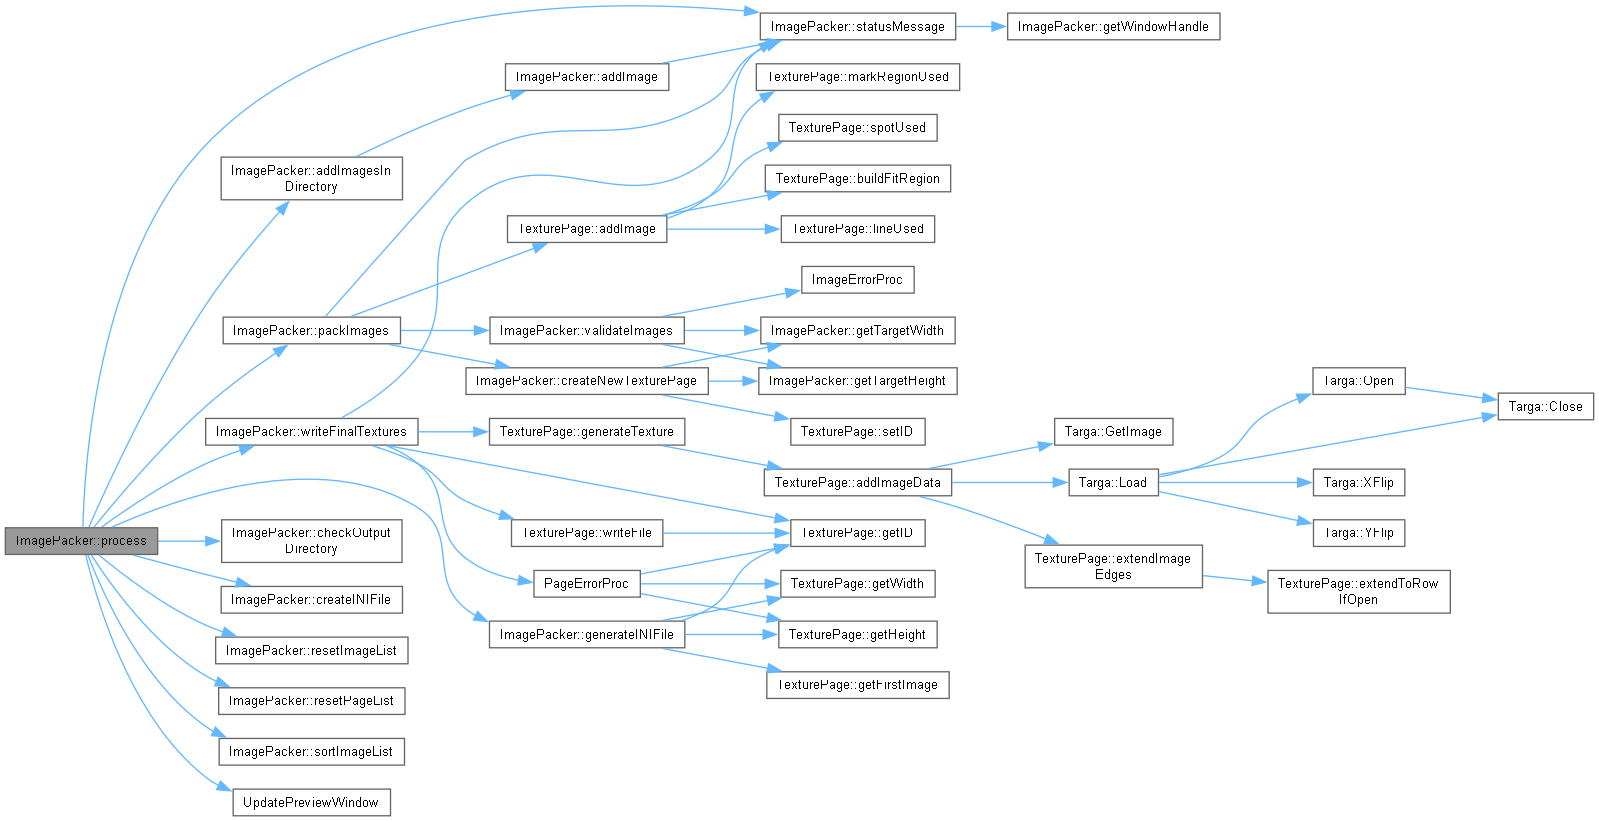 ImagePacker::statusMessage
ImagePacker::getWindowHandle
ImagePacker::addImage
TexturePage::markRegionUsed
TexturePage::spotUsed
ImagePacker::addImagesIn
Directory
TexturePage::buildFitRegion
TexturePage::addImage
TexturePage::lineUsed
ImageErrorProc
ImagePacker::packImages
ImagePacker::validateImages
ImagePacker::getTargetWidth
ImagePacker::createNewTexturePage
ImagePacker::getTargetHeight
Targa::Open
Targa::Close
ImagePacker::writeFinalTextures
TexturePage::generateTexture
TexturePage::setID
Targa::GetImage
TexturePage::addImageData
Targa::Load
Targa::XFlip
ImagePacker::process
ImagePacker::checkOutput
Directory
TexturePage::writeFile
TexturePage::getID
Targa::YFlip
TexturePage::extendImage
Edges
PageErrorProc
TexturePage::getWidth
TexturePage::extendToRow
IfOpen
ImagePacker::createINIFile
ImagePacker::generateINIFile
TexturePage::getHeight
ImagePacker::resetImageList
TexturePage::getFirstImage
ImagePacker::resetPageList
ImagePacker::sortImageList
UpdatePreviewWindow